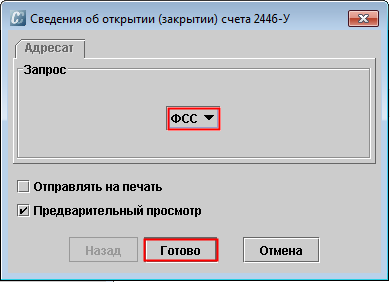 Сведения об открытии (закрытии) счета 2446-У
Адресат
Запрос
ФСС
Отправлять на печать
Предварительный просмотр
Назад Готово Отмена